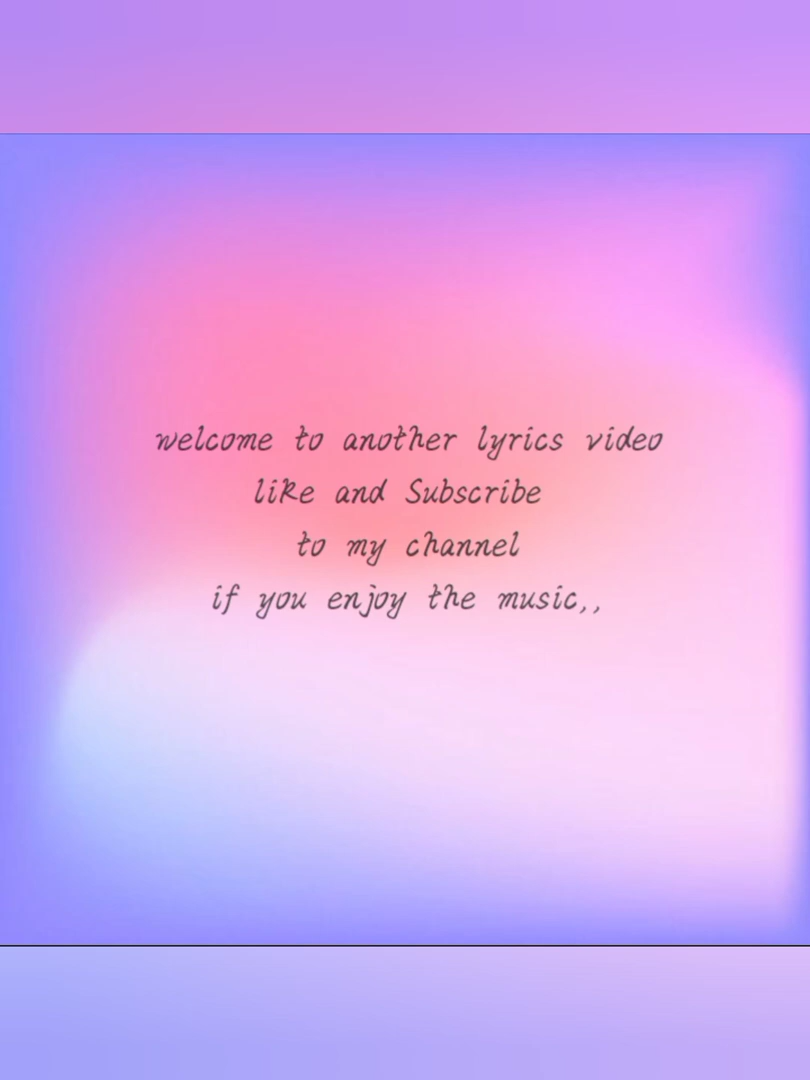 welcome to another lyrics video
like and Subscribe
to my channel
if you enjoy the music,,